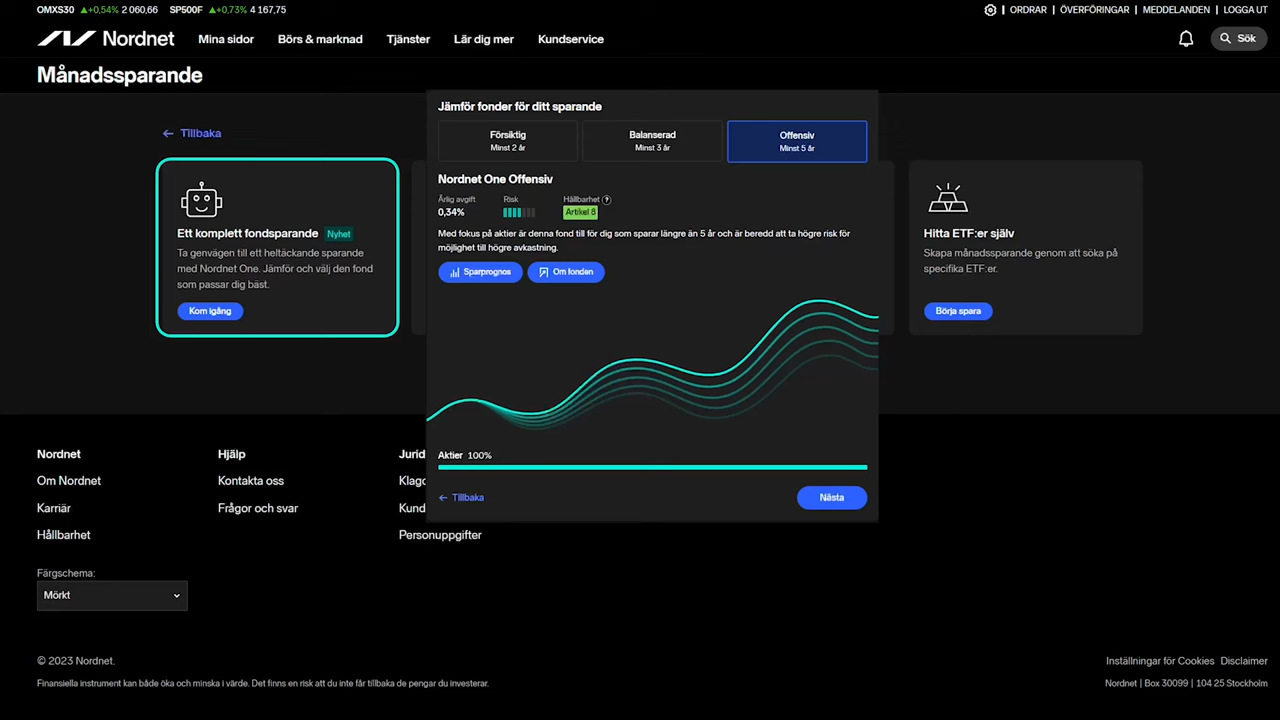 OMXS30 ▲+0,54% 2 060,66 SP500F ▲+0,73% 4 167,75
ORDRAR | ÖVERFÖRINGAR | MEDDELANDEN | LOGGA UT
Nordnet Mina sidor Börs & marknad Tjänster Lär dig mer Kundservice Sök
Månadssparande
← Tillbaka
Ett komplett fondsparande Nyhet
Ta genvägen till ett heltäckande sparande
med Nordnet One. Jämför och välj den fond
som passar dig bäst.
Kom igång
Jämför fonder för ditt sparande
Försiktig
Minst 2 år
Balanserad
Minst 3 år
Offensiv
Minst 5 år
Nordnet One Offensiv
Årlig avgift
0,34%
Risk
Hållbarhet ?
Artikel 8
Med fokus på aktier är denna fond till för dig som sparar längre än 5 år och är beredd att ta högre risk för
möjlighet till högre avkastning.
Sparprognos Om fonden
Aktier 100%
← Tillbaka Nästa
Hitta ETF:er själv
Skapa månadssparande genom att söka på
specifika ETF:er.
Börja spara
Nordnet
Om Nordnet
Karriär
Hållbarhet
Hjälp
Kontakta oss
Frågor och svar
Jurid
Klago
Kund
Personuppgifter
Färgschema:
Mörkt
© 2023 Nordnet.
Finansiella instrument kan både öka och minska i värde. Det finns en risk att du inte får tillbaka de pengar du investerar.
Inställningar för Cookies Disclaimer
Nordnet | Box 30099 | 104 25 Stockholm